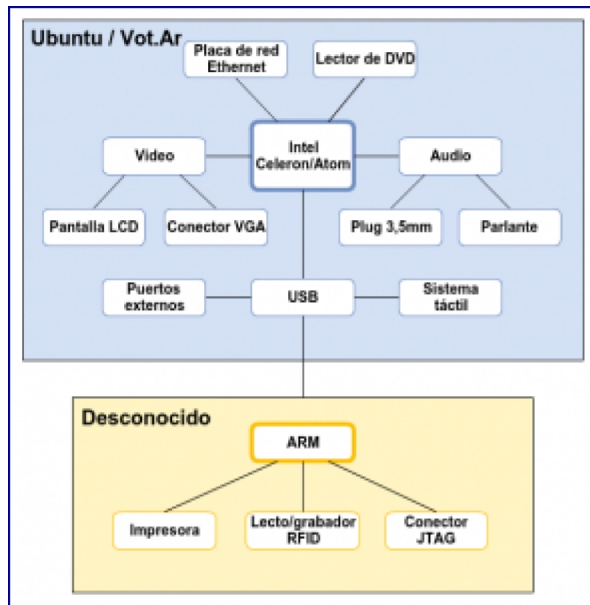 Ubuntu / Vot.Ar
Placa de red
Ethernet
Lector de DVD
Intel
Celeron/Atom
Video
Audio
Pantalla LCD
Conector VGA
Plug 3,5mm
Parlante
Puertos
externos
USB
Sistema
táctil
Desconocido
ARM
Impresora
Lecto/grabador
RFID
Conector
JTAG